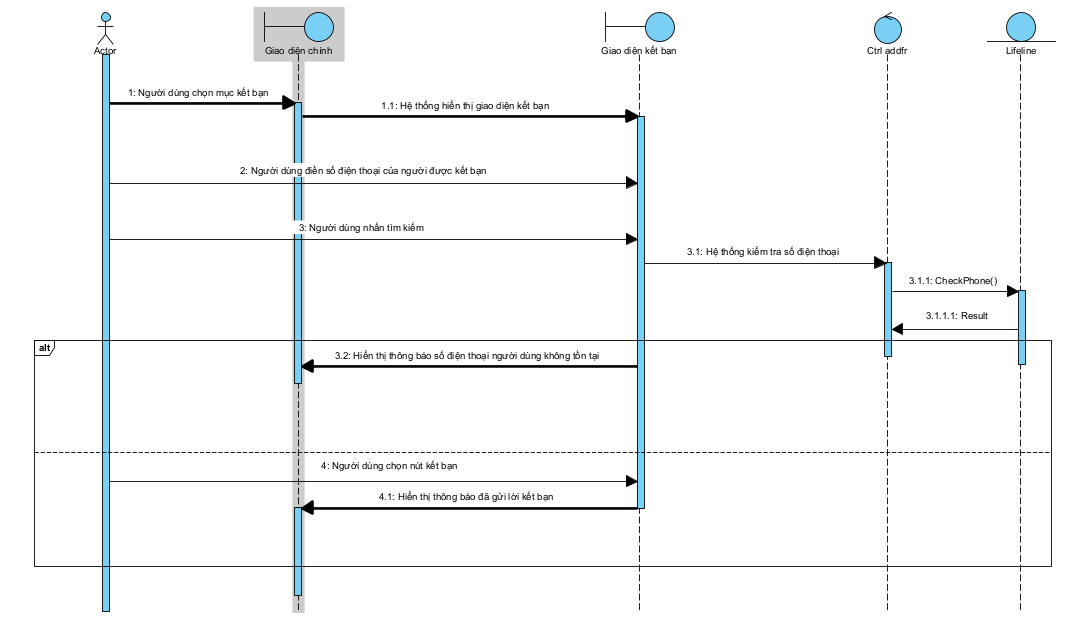 Actor
Giao diện chính
Giao diện kết bạn
Ctrl addfr
Lifeline
1: Người dùng chọn mục kết bạn
1.1: Hệ thống hiển thị giao diện kết bạn
2: Người dùng điền số điện thoại của người được kết bạn
3: Người dùng nhấn tìm kiếm
3.1: Hệ thống kiểm tra số điện thoại
3.1.1: CheckPhone()
3.1.1.1: Result
alt
3.2: Hiển thị thông báo số điện thoại người dùng không tồn tại
4: Người dùng chọn nút kết bạn
4.1: Hiển thị thông báo đã gửi lời kết bạn